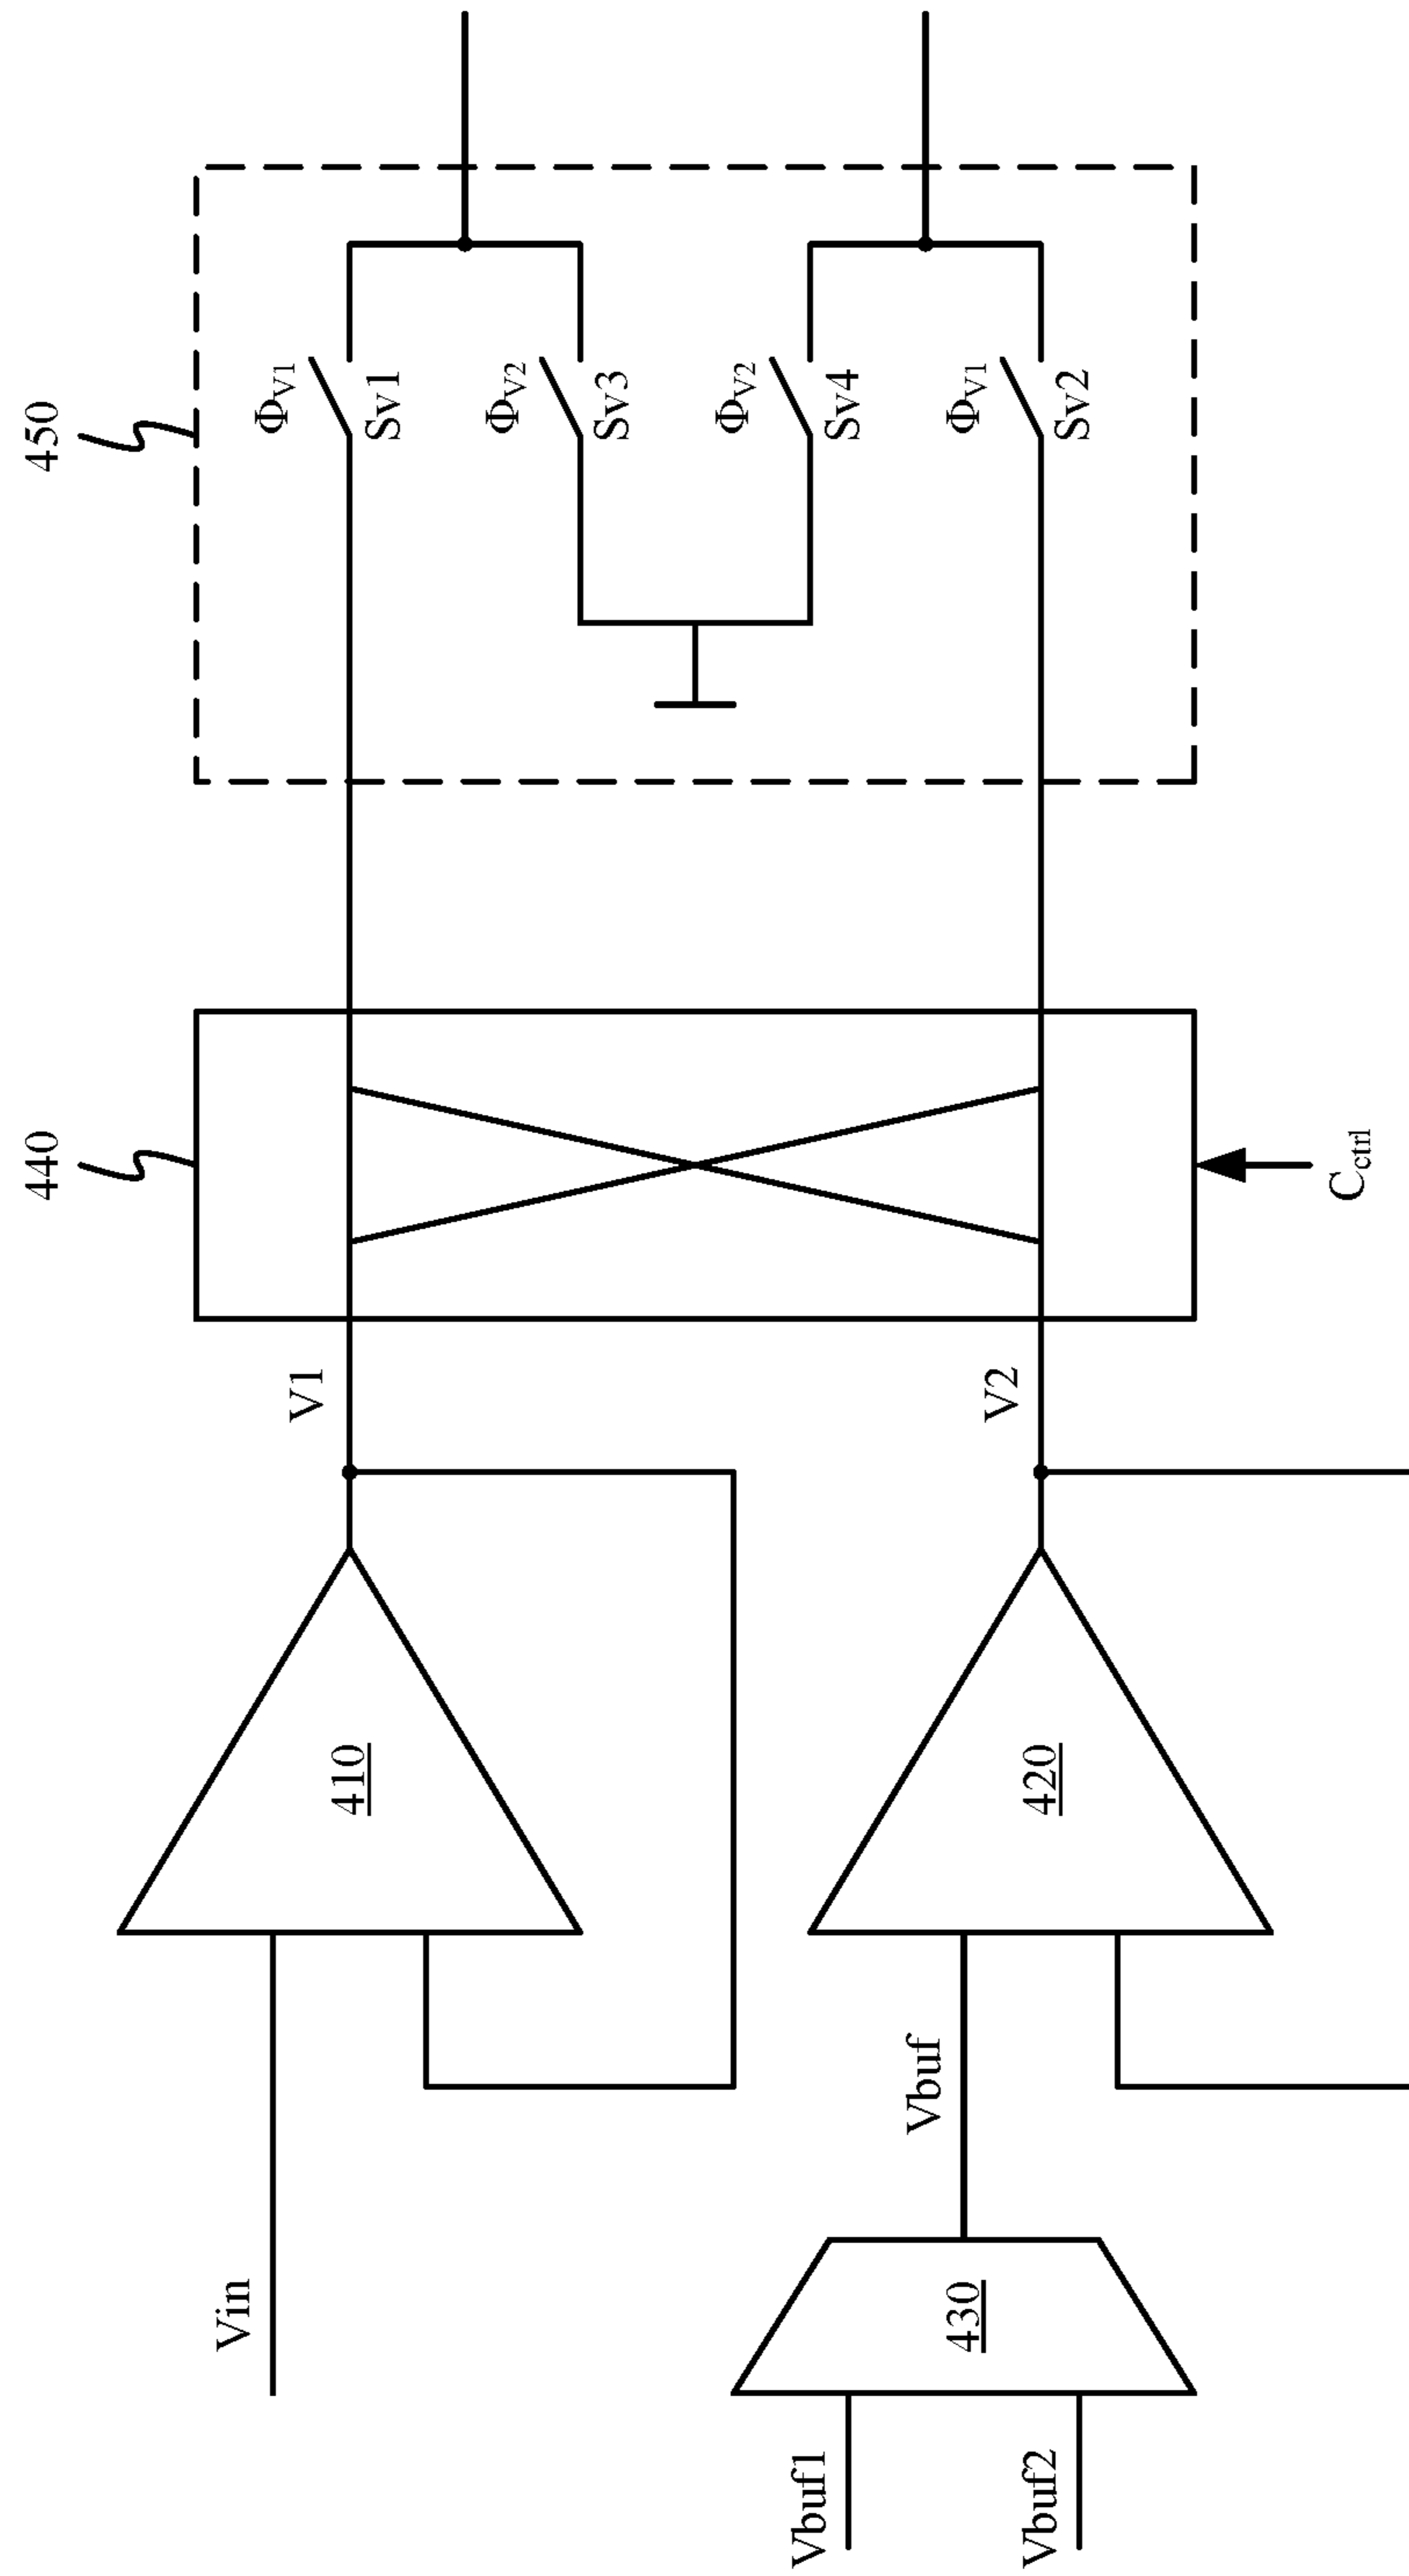 450
ΦV1
Sv1
ΦV2
Sv3
ΦV2
Sv4
ΦV1
Sv2
440
Cctrl
V1
V2
410
420
Vin
Vbuf
430
Vbuf1
Vbuf2